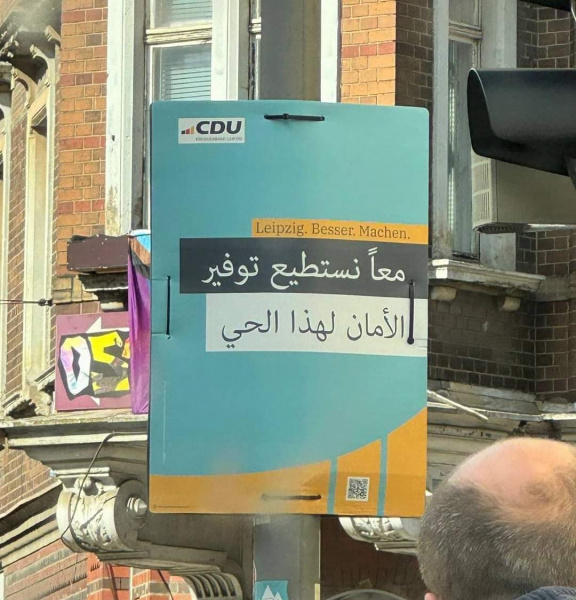 CDU
Leipzig. Besser. Machen.
معاً نستطيع توفير
الأمان لهذا الحي